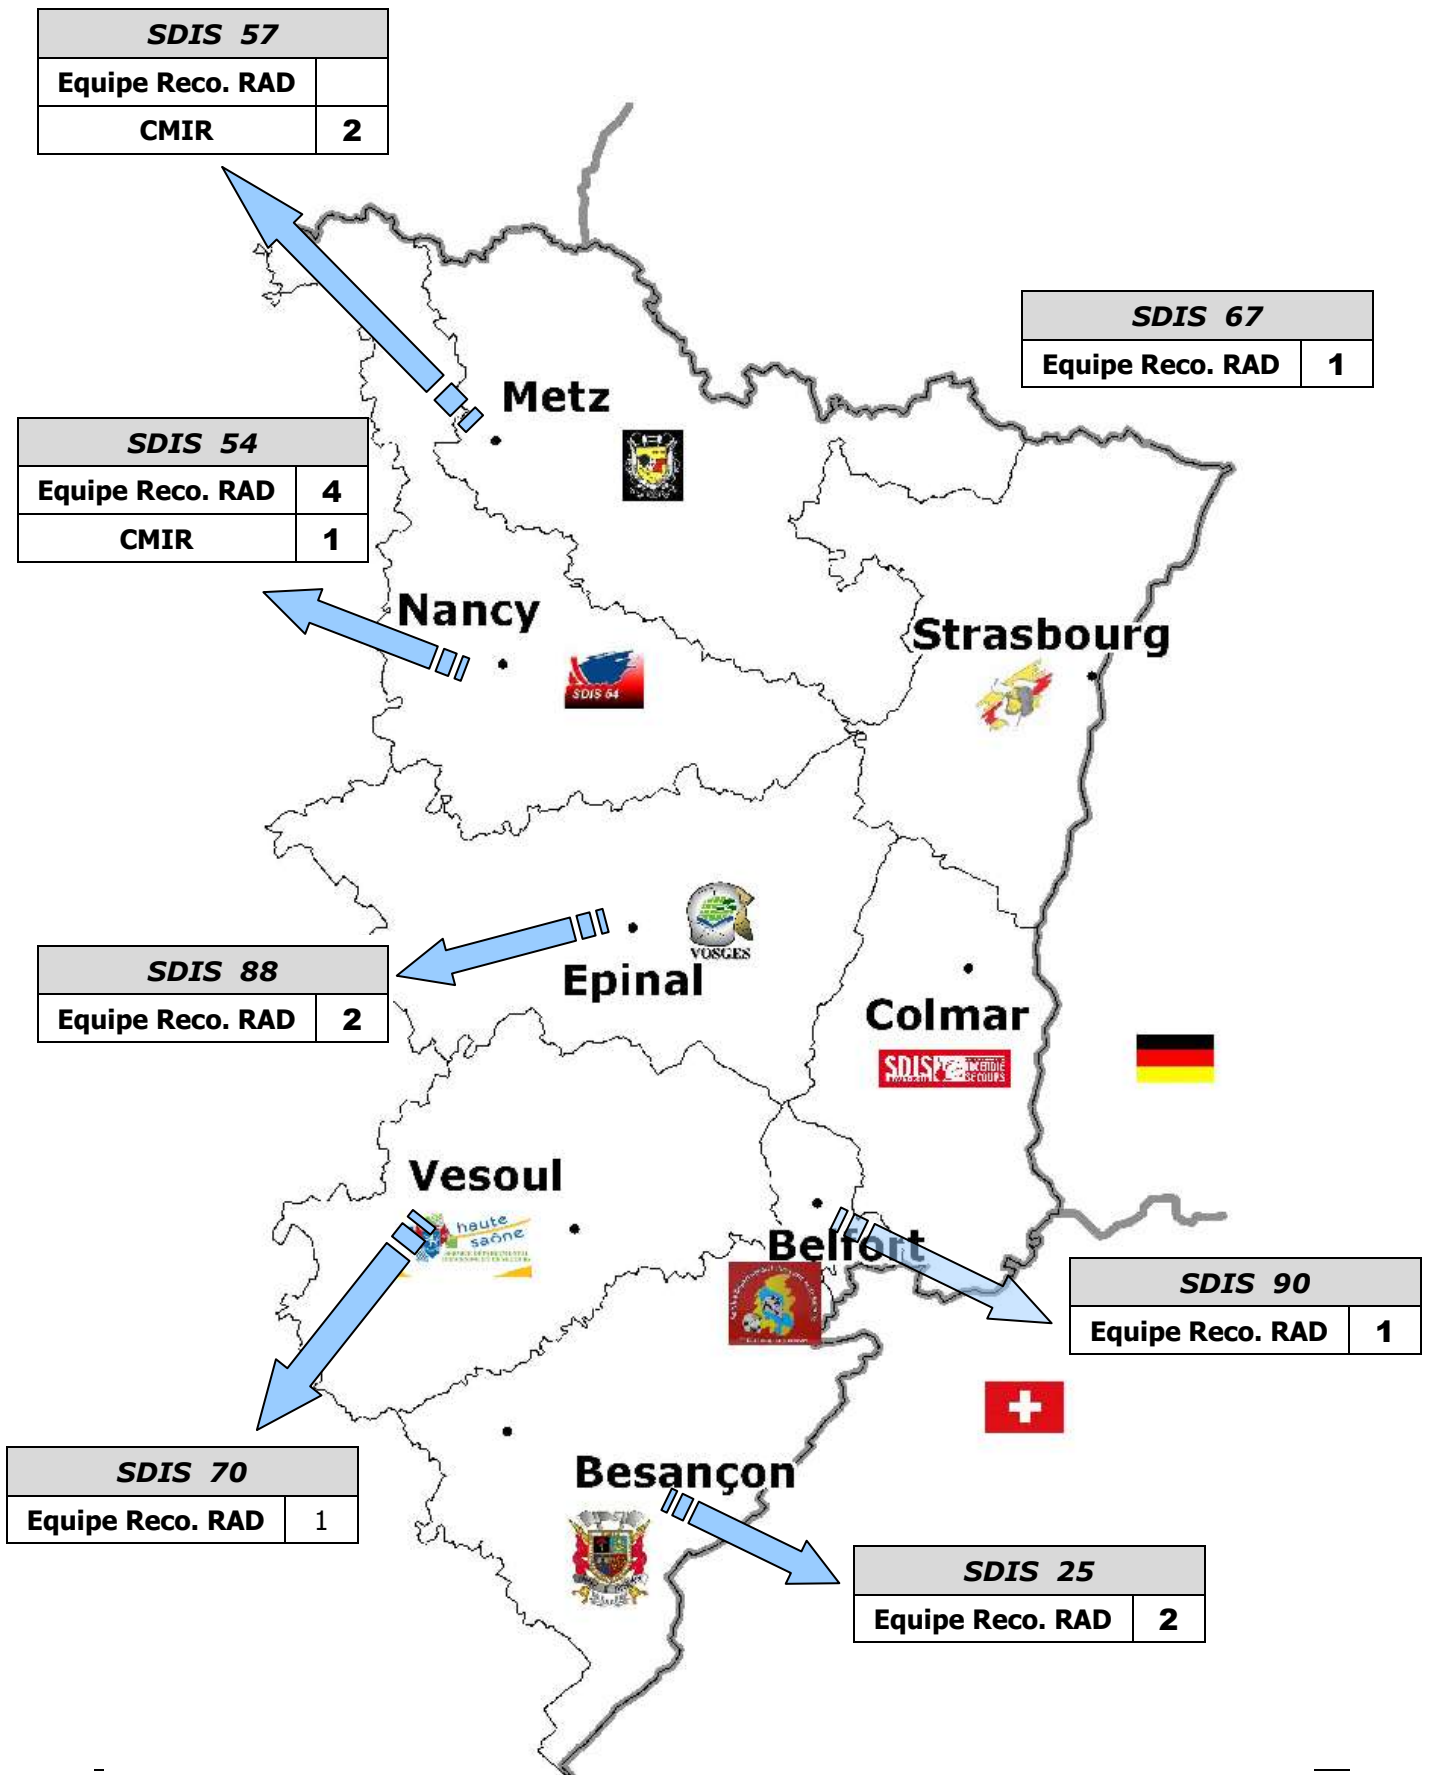 SDIS 57
Equipe Reco. RAD
CMIR 2
SDIS 67
Equipe Reco. RAD 1
Metz
SDIS 54
Equipe Reco. RAD 4
CMIR 1
Nancy
SDIS 54
Strasbourg
VOSGES
Epinal
SDIS 88
Equipe Reco. RAD 2
Colmar
SDIS INCENDIE
SECOURS
Vesoul
haute
saône
Belfort
SDIS 90
Equipe Reco. RAD 1
SDIS 70
Equipe Reco. RAD 1
Besançon
SDIS 25
Equipe Reco. RAD 2